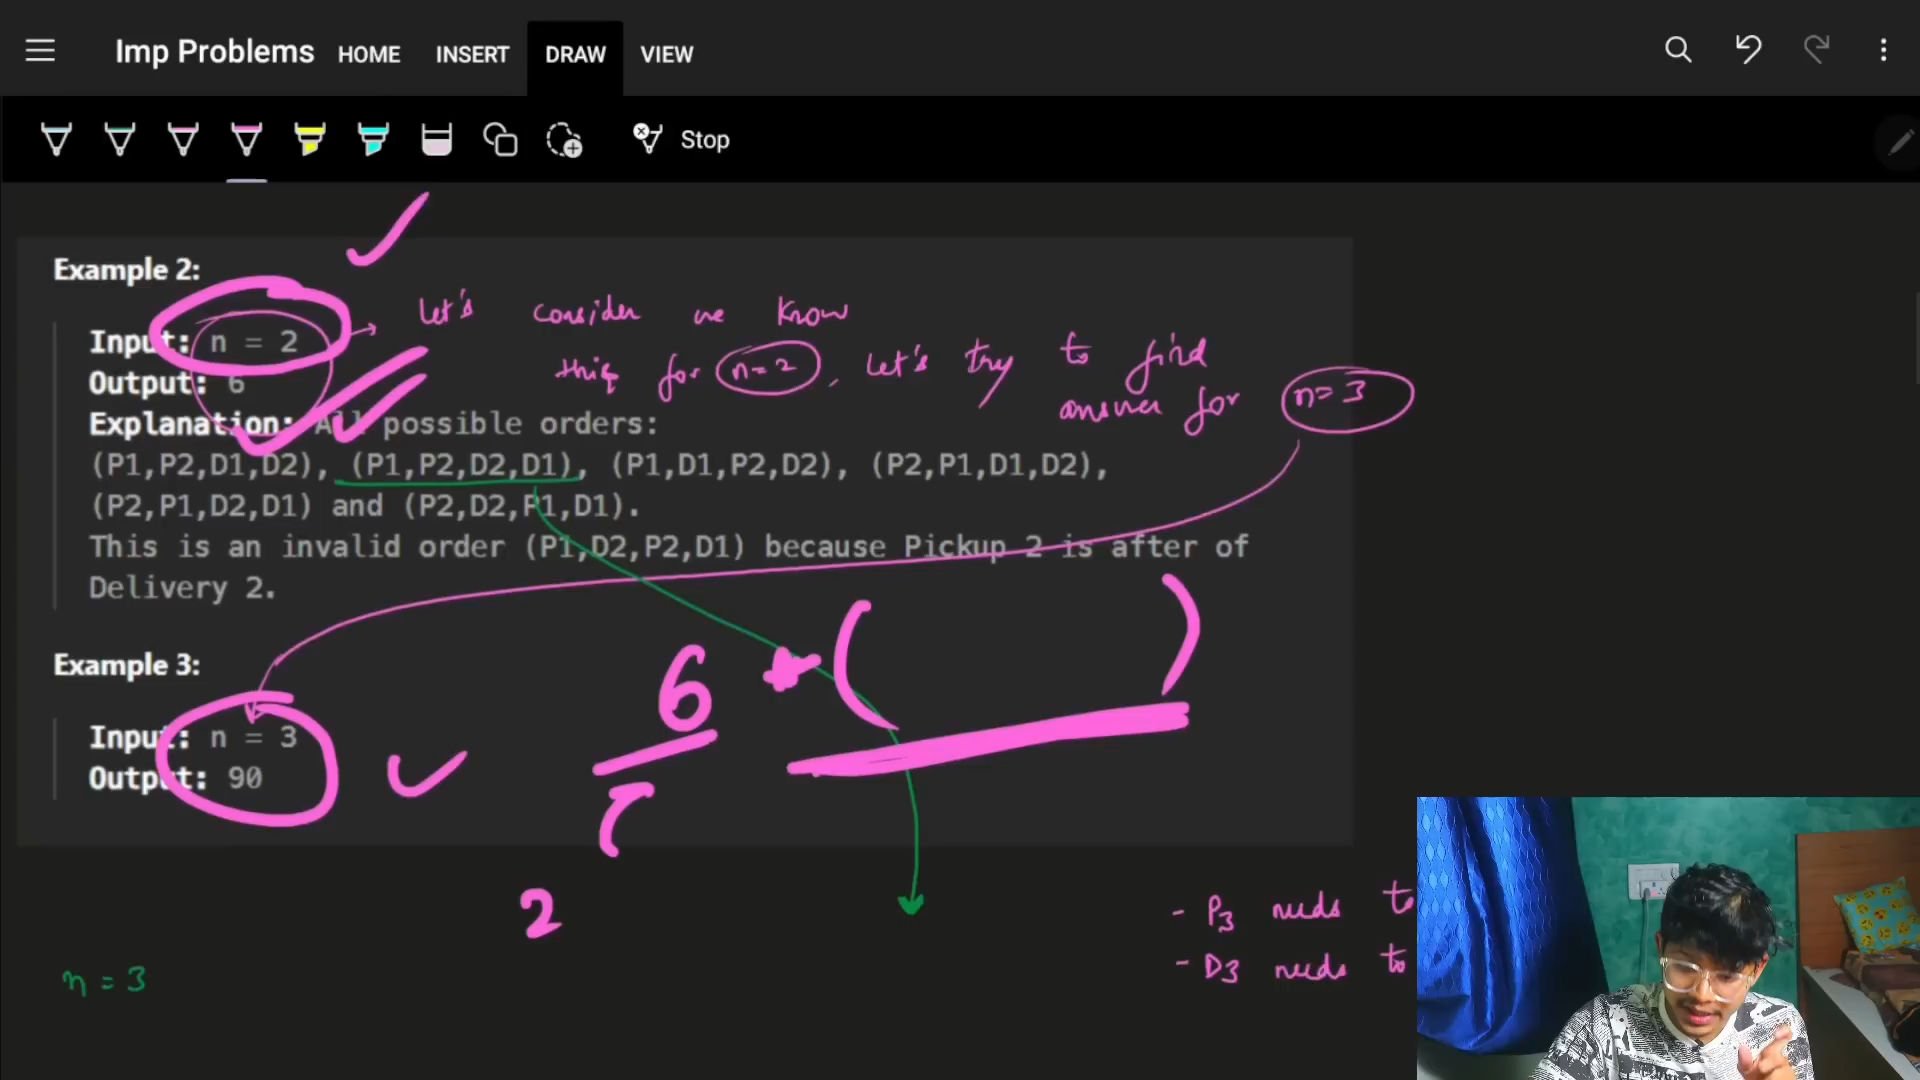 Imp Problems HOME INSERT DRAW VIEW
Stop
Example 2:
Input: n = 2
Output: 6
Explanation: All possible orders:
(P1,P2,D1,D2), (P1,P2,D2,D1), (P1,D1,P2,D2), (P2,P1,D1,D2),
(P2,P1,D2,D1) and (P2,D2,P1,D1).
This is an invalid order (P1,D2,P2,D1) because Pickup 2 is after of
Delivery 2.
Let's consider we know
this for n=2, Let's try to find
answer for n=3
Example 3:
Input: n = 3
Output: 90
6 * ( )
2
n = 3
- P3 needs to
- D3 needs to